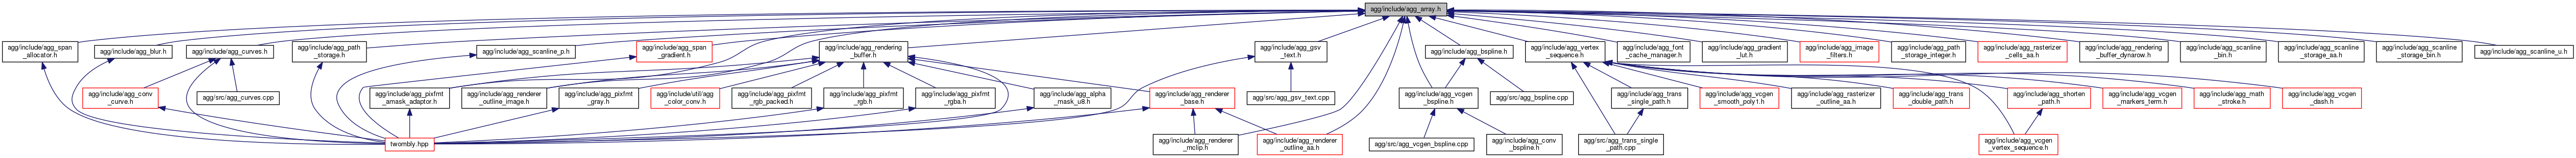 agg/include/agg_array.h
agg/include/agg_span
_allocator.h
agg/include/agg_blur.h
agg/include/agg_curves.h
agg/include/agg_path
_storage.h
agg/include/agg_scanline_p.h
agg/include/agg_span
_gradient.h
agg/include/agg_rendering
_buffer.h
agg/include/agg_gsv
_text.h
agg/include/agg_bspline.h
agg/include/agg_vertex
_sequence.h
agg/include/agg_font
_cache_manager.h
agg/include/agg_gradient
_lut.h
agg/include/agg_image
_filters.h
agg/include/agg_path
_storage_integer.h
agg/include/agg_rasterizer
_cells_aa.h
agg/include/agg_rendering
_buffer_dynarow.h
agg/include/agg_scanline
_bin.h
agg/include/agg_scanline
_storage_aa.h
agg/include/agg_scanline
_storage_bin.h
agg/include/agg_scanline_u.h
agg/include/agg_conv
_curve.h
agg/src/agg_curves.cpp
agg/include/agg_pixfmt
_amask_adaptor.h
agg/include/agg_renderer
_outline_image.h
agg/include/agg_pixfmt
_gray.h
agg/include/util/agg
_color_conv.h
agg/include/agg_pixfmt
_rgb_packed.h
agg/include/agg_pixfmt
_rgb.h
agg/include/agg_pixfmt
_rgba.h
agg/include/agg_alpha
_mask_u8.h
agg/include/agg_renderer
_base.h
agg/src/agg_gsv_text.cpp
agg/include/agg_vcgen
_bspline.h
agg/src/agg_bspline.cpp
agg/include/agg_trans
_single_path.h
agg/include/agg_vcgen
_smooth_poly1.h
agg/include/agg_rasterizer
_outline_aa.h
agg/include/agg_trans
_double_path.h
agg/include/agg_shorten
_path.h
agg/include/agg_vcgen
_markers_term.h
agg/include/agg_math
_stroke.h
agg/include/agg_vcgen
_dash.h
twombly.hpp
agg/include/agg_renderer
_mclip.h
agg/include/agg_renderer
_outline_aa.h
agg/src/agg_vcgen_bspline.cpp
agg/include/agg_conv
_bspline.h
agg/src/agg_trans_single
_path.cpp
agg/include/agg_vcgen
_vertex_sequence.h